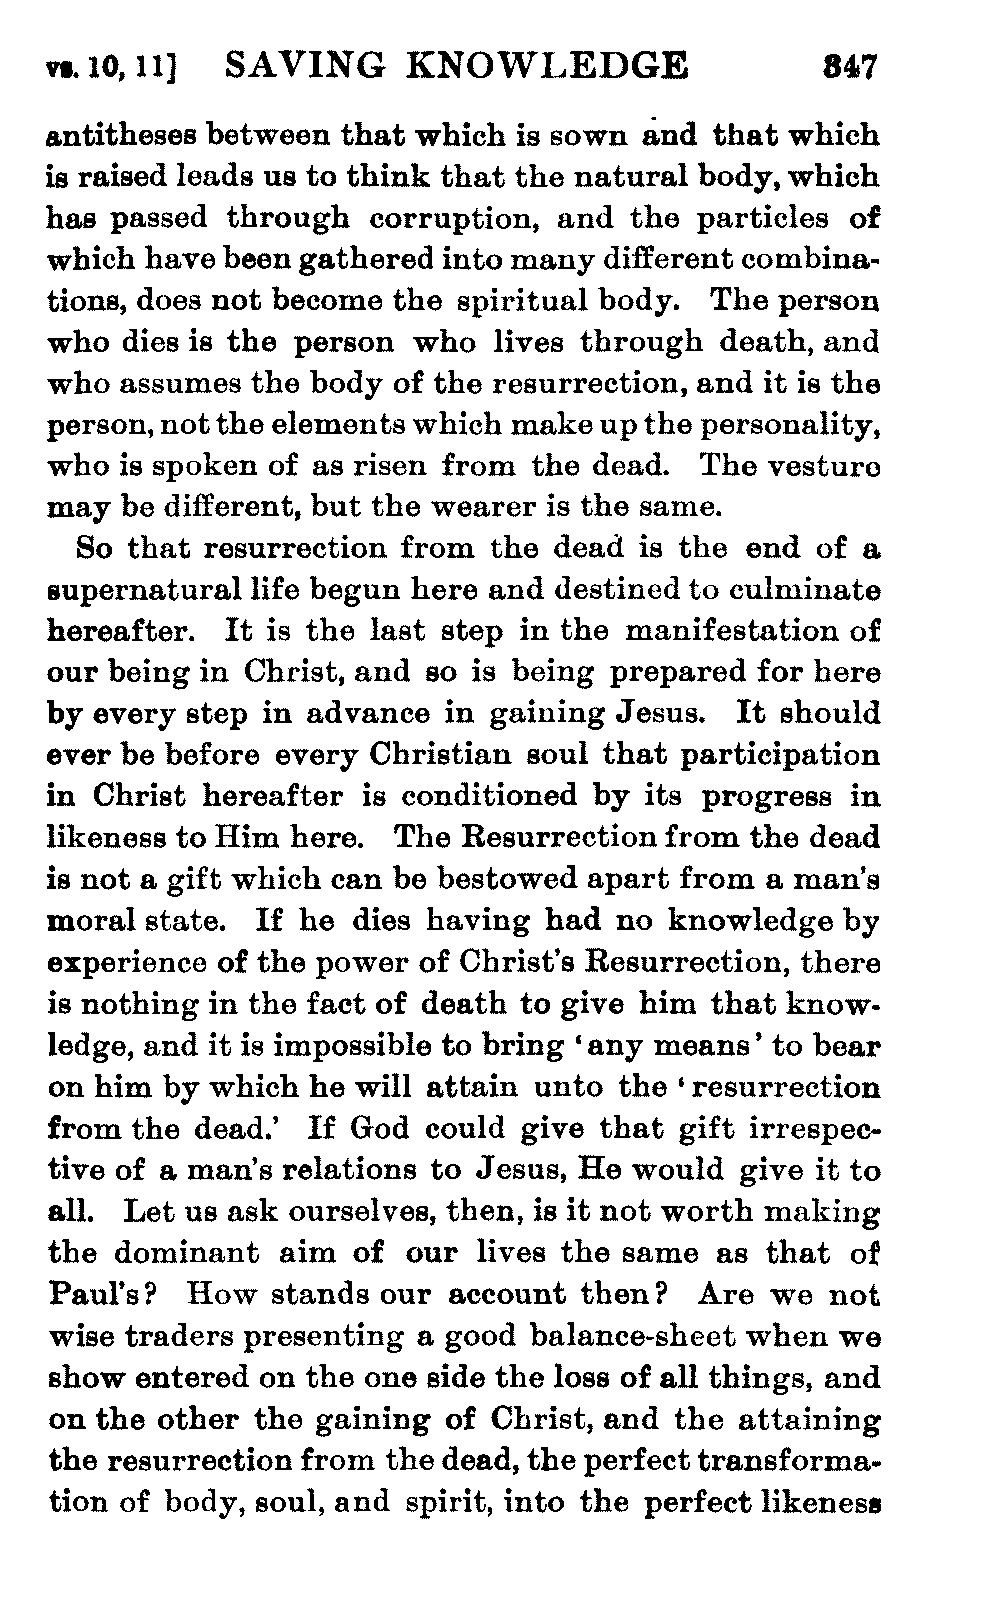 vs. 10, 11] SAVING KNOWLEDGE 347
antitheses between that which is sown and that which
is raised leads us to think that the natural body, which
has passed through corruption, and the particles of
which have been gathered into many different combina-
tions, does not become the spiritual body. The person
who dies is the person who lives through death, and
who assumes the body of the resurrection, and it is the
person, not the elements which make up the personality,
who is spoken of as risen from the dead. The vesture
may be different, but the wearer is the same.
So that resurrection from the dead is the end of a
supernatural life begun here and destined to culminate
hereafter. It is the last step in the manifestation of
our being in Christ, and so is being prepared for here
by every step in advance in gaining Jesus. It should
ever be before every Christian soul that participation
in Christ hereafter is conditioned by its progress in
likeness to Him here. The Resurrection from the dead
is not a gift which can be bestowed apart from a man's
moral state. If he dies having had no knowledge by
experience of the power of Christ's Resurrection, there
is nothing in the fact of death to give him that know-
ledge, and it is impossible to bring 'any means' to bear
on him by which he will attain unto the 'resurrection
from the dead.' If God could give that gift irrespec-
tive of a man's relations to Jesus, He would give it to
all. Let us ask ourselves, then, is it not worth making
the dominant aim of our lives the same as that of
Paul's? How stands our account then? Are we not
wise traders presenting a good balance-sheet when we
show entered on the one side the loss of all things, and
on the other the gaining of Christ, and the attaining
the resurrection from the dead, the perfect transforma-
tion of body, soul, and spirit, into the perfect likeness